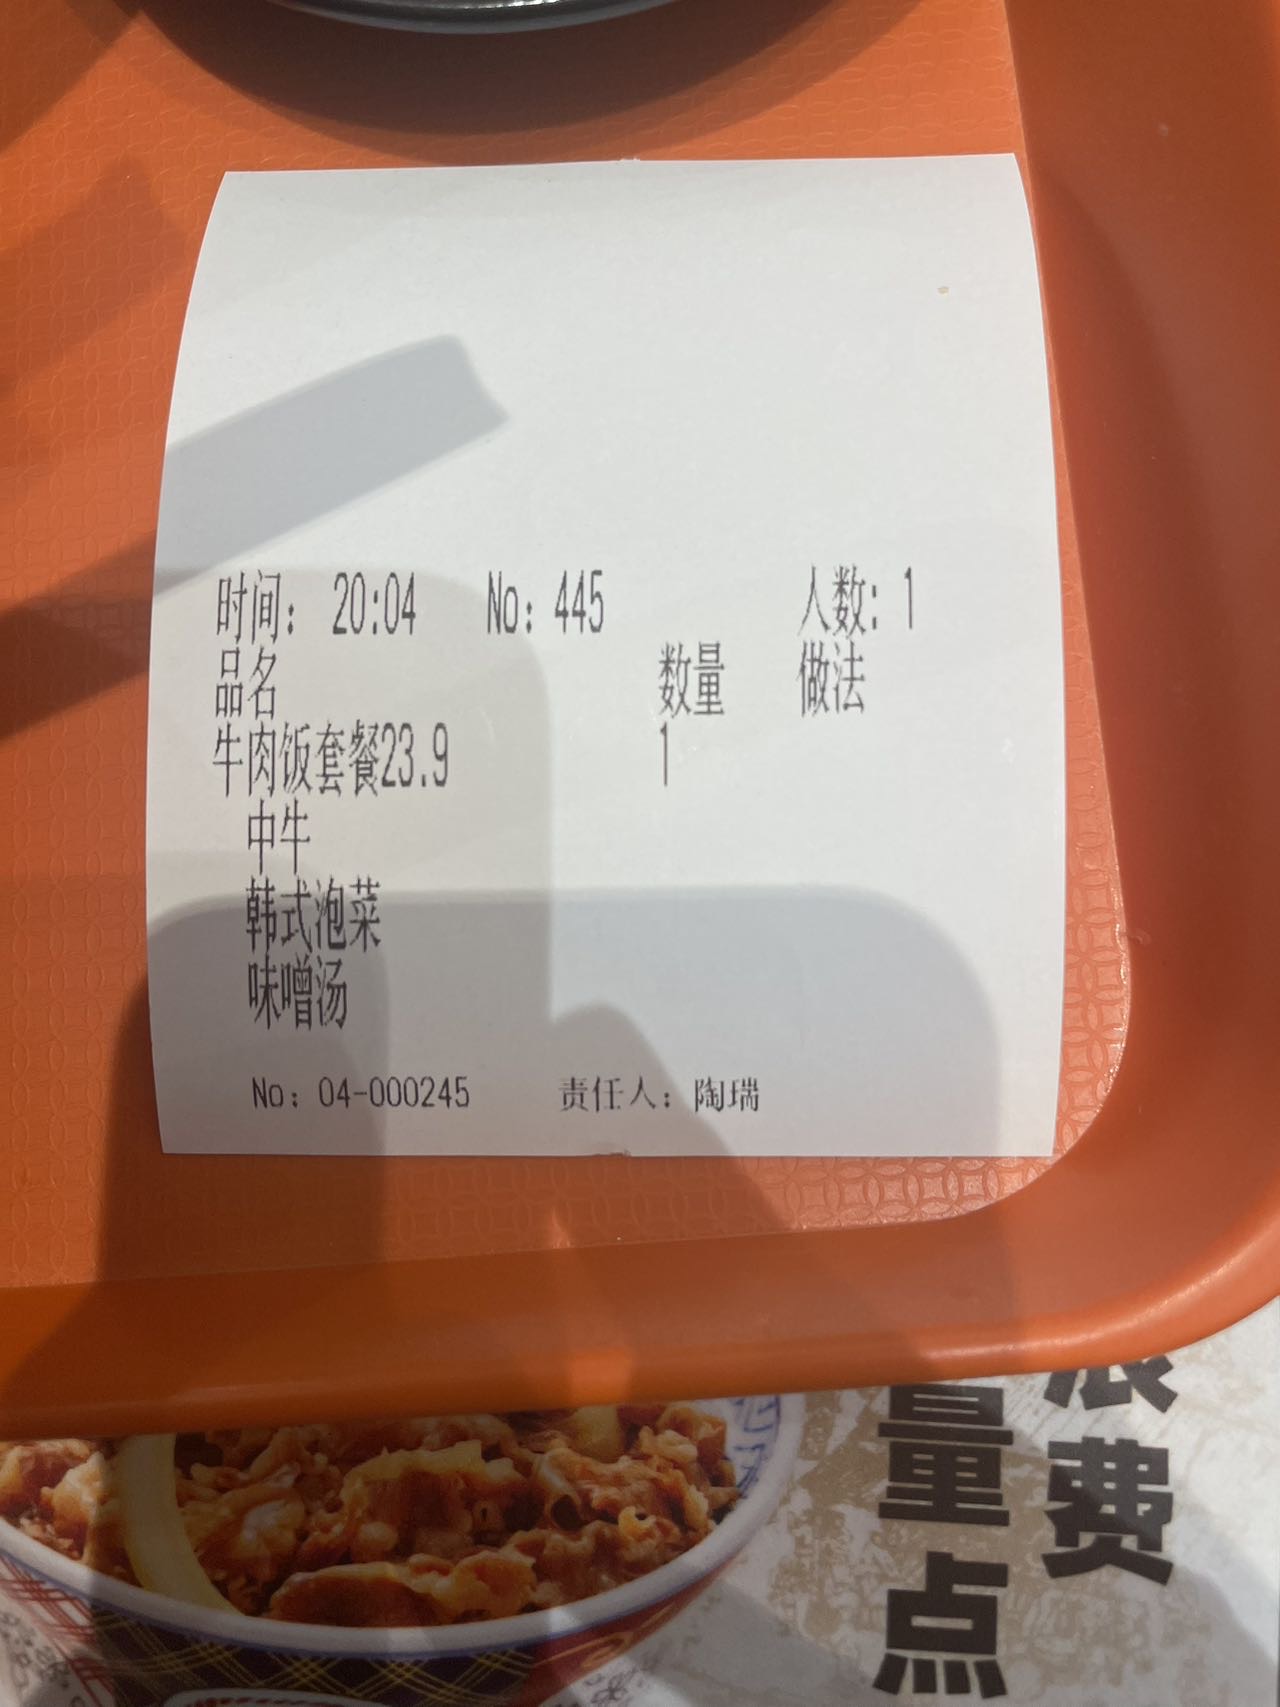 时间: 20:04 No: 445 人数: 1
品名 数量 做法
牛肉饭套餐23.9 1
中牛
韩式泡菜
味噌汤
No: 04-000245 责任人: 陶瑞
费
量点